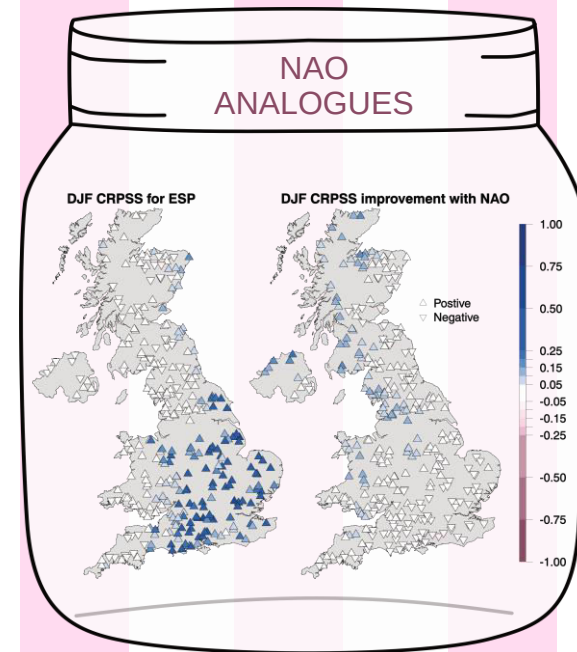 NAO
ANALOGUES
DJF CRPSS for ESP
DJF CRPSS improvement with NAO
Postive
Negative
1.00
0.75
0.50
0.25
0.15
0.05
-0.05
-0.15
-0.25
-0.50
-0.75
-1.00